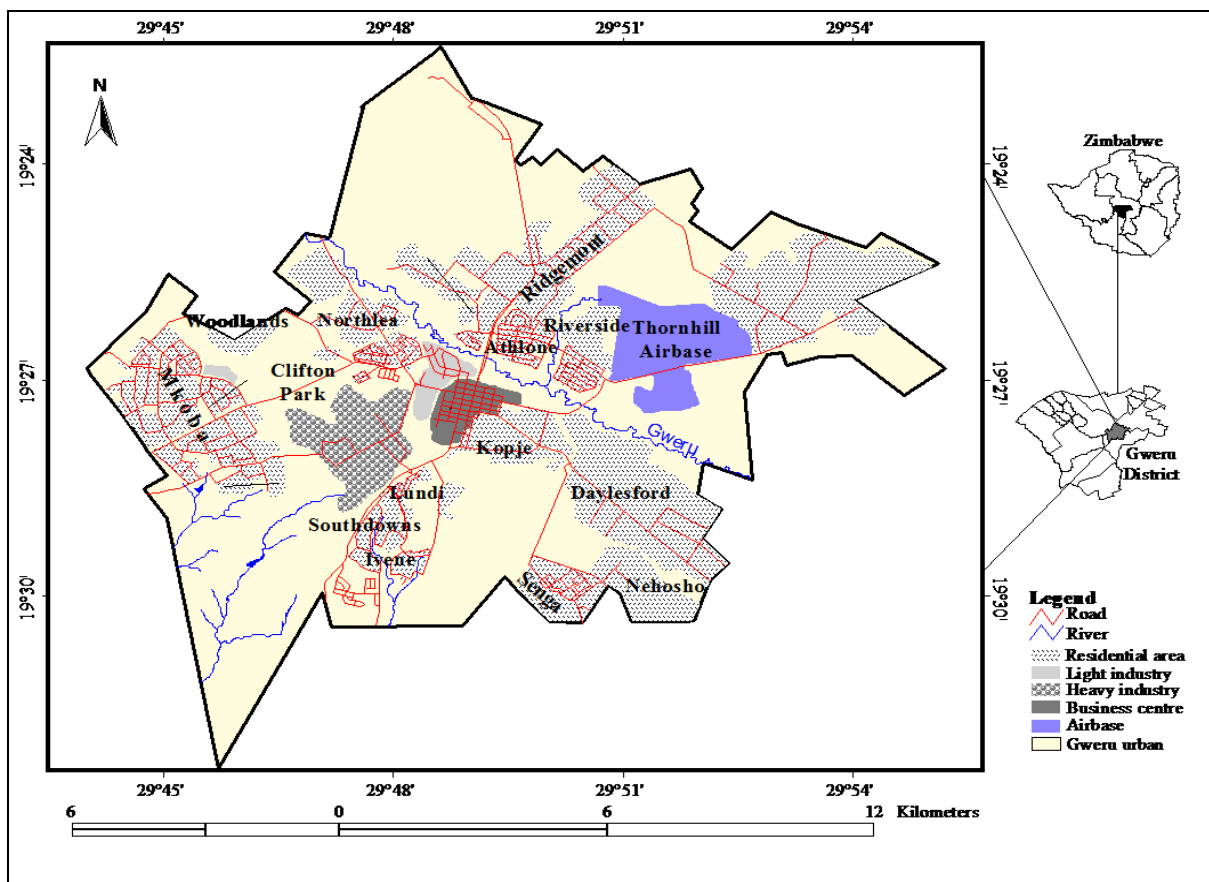 29°45' 29°48' 29°51' 29°54'
N
19°24'
19°27'
19°30'
19°24'
19°27'
19°30'
Ridgemont
Woodlands
Northlea
Riverside
Thornhill
Airbase
Athlone
Clifton
Park
Mkoba
Kopje
Gweru
Lundi
Daylesford
Southdowns
Ivene
Senga
Nehosho
29°45' 29°48' 29°51' 29°54'
6 0 6 12 Kilometers
Zimbabwe
Gweru
District
Legend
Road
River
Residential area
Light industry
Heavy industry
Business centre
Airbase
Gweru urban